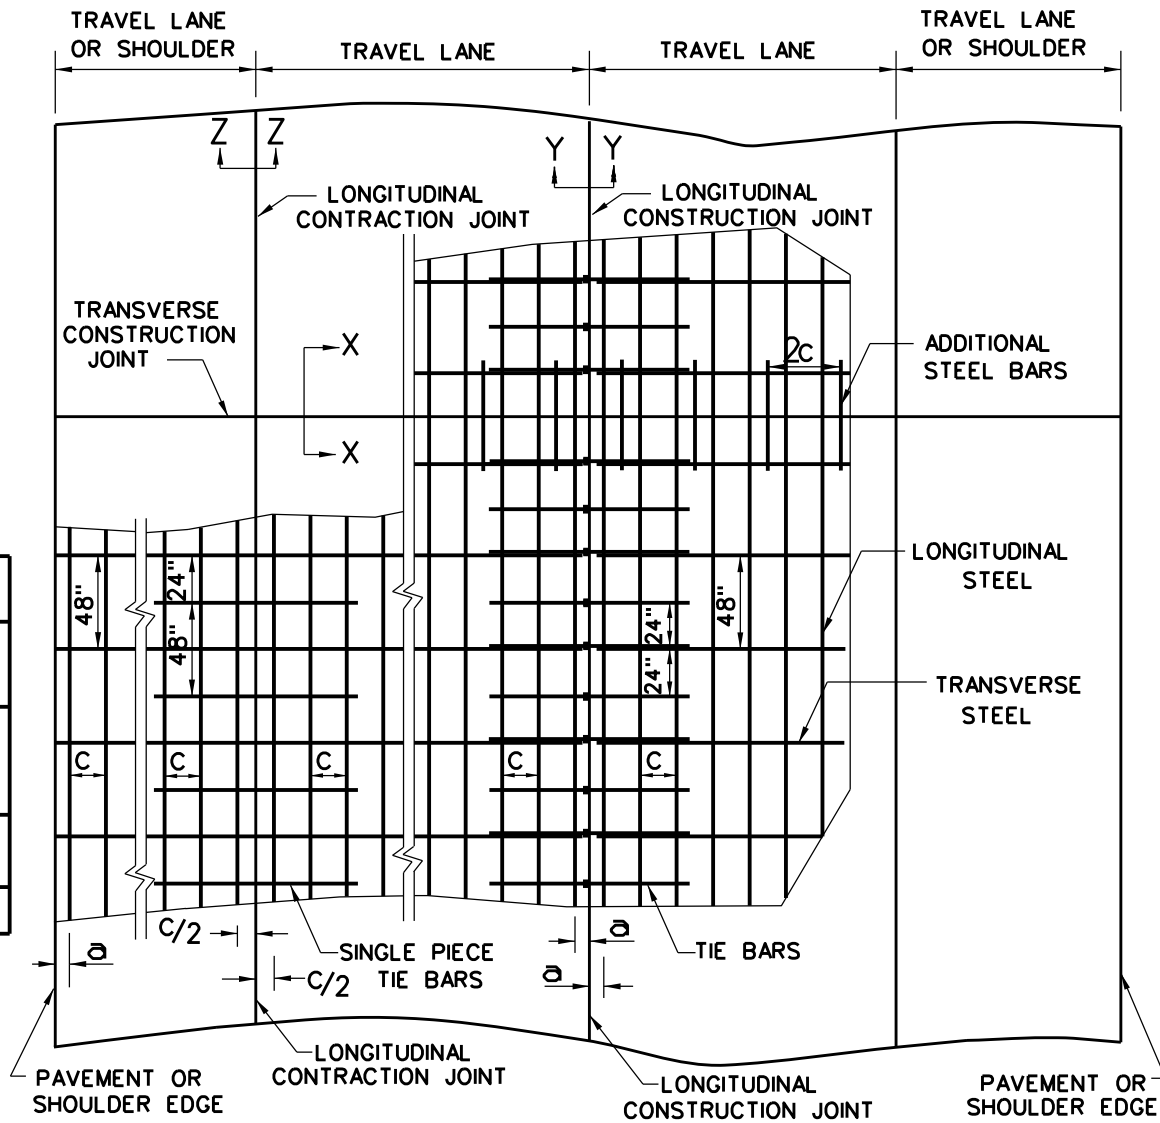 TRAVEL LANE
OR SHOULDER
TRAVEL LANE
TRAVEL LANE
TRAVEL LANE
OR SHOULDER
Z Z
Y Y
LONGITUDINAL
CONTRACTION JOINT
LONGITUDINAL
CONSTRUCTION JOINT
TRANSVERSE
CONSTRUCTION
JOINT
X
X
2c
ADDITIONAL
STEEL BARS
LONGITUDINAL
STEEL
48"
24"
48"
24"
24"
48"
TRANSVERSE
STEEL
C
C
C
C
C
C/2
a
SINGLE PIECE
TIE BARS
C/2
a
a
TIE BARS
LONGITUDINAL
CONTRACTION JOINT
PAVEMENT OR
SHOULDER EDGE
LONGITUDINAL
CONSTRUCTION JOINT
PAVEMENT OR
SHOULDER EDGE